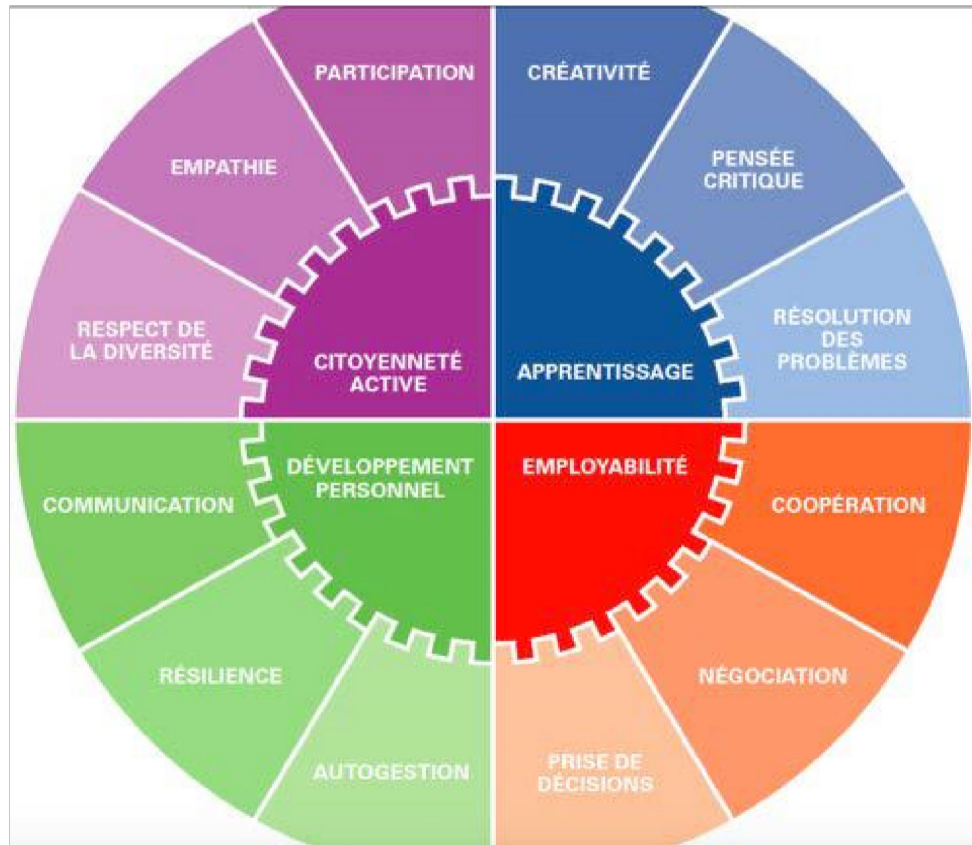 PARTICIPATION
CRÉATIVITÉ
EMPATHIE
PENSÉE
CRITIQUE
RESPECT DE
LA DIVERSITÉ
RÉSOLUTION
DES
PROBLÈMES
CITOYENNETÉ
ACTIVE
APPRENTISSAGE
DÉVELOPPEMENT
PERSONNEL
EMPLOYABILITÉ
COMMUNICATION
COOPÉRATION
RÉSILIENCE
NÉGOCIATION
AUTOGESTION
PRISE DE
DÉCISIONS